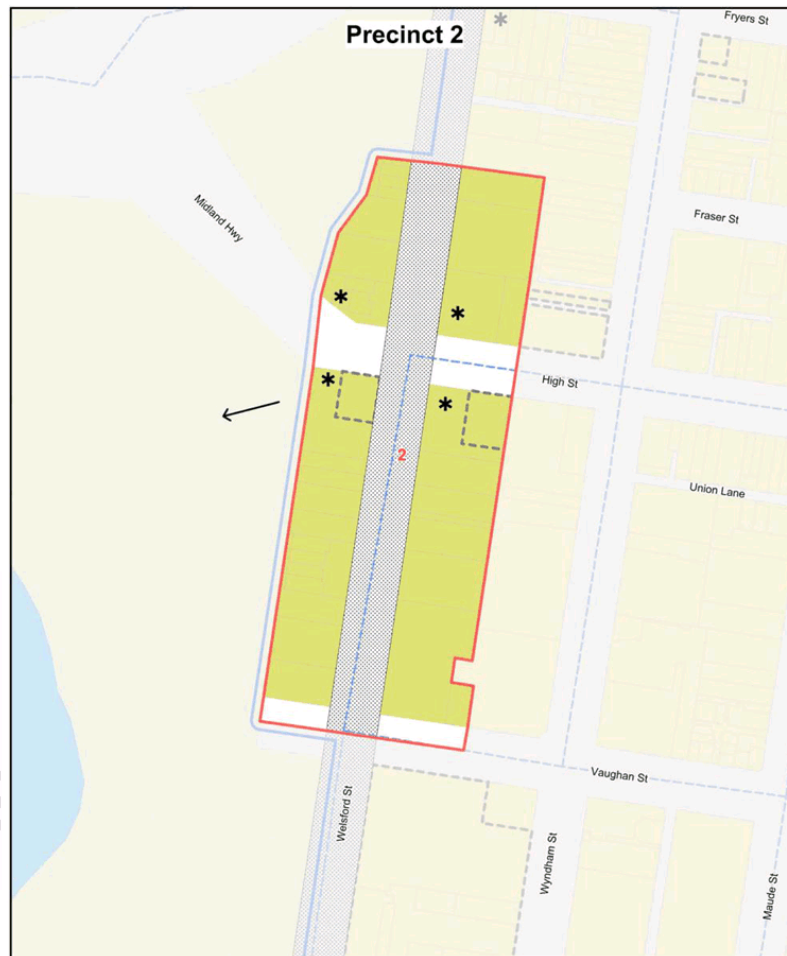 Precinct 2
Fryers St
Midland Hwy
Fraser St
High St
2
Union Lane
Vaughan St
Welsford St
Wyndham St
Maude St